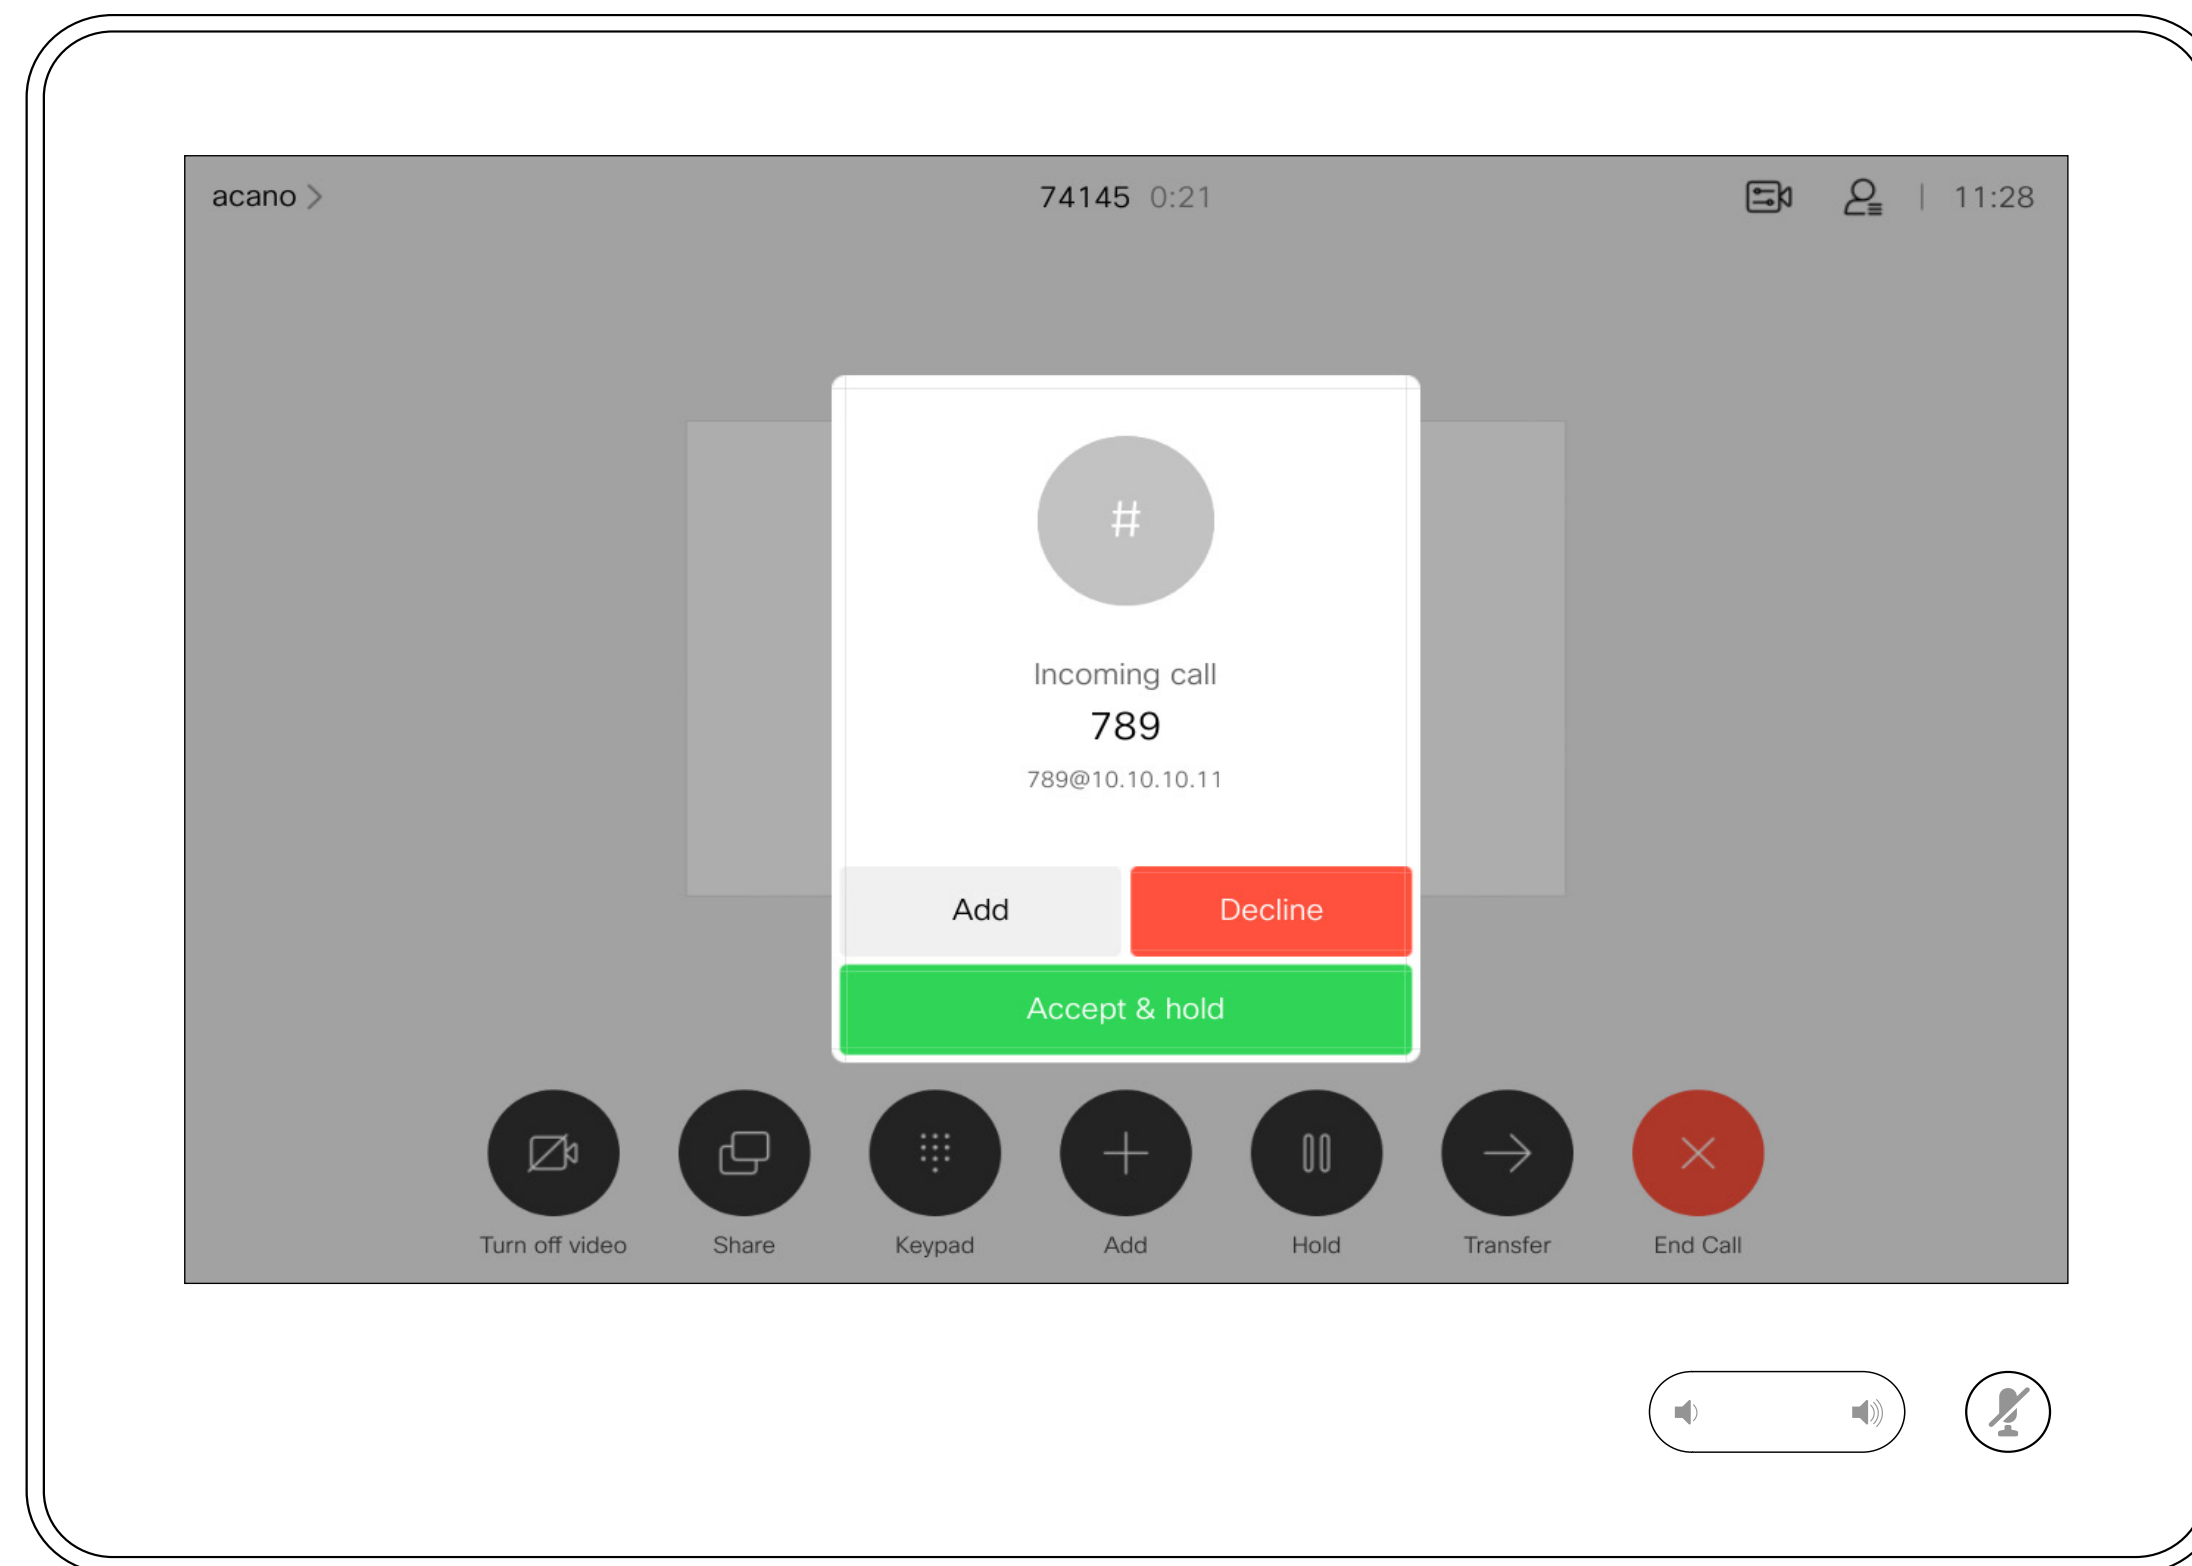 acano
74145 0:21
11:28
#
Incoming call
789
789@10.10.10.11
Add
Decline
Accept & hold
Turn off video
Share
Keypad
Add
Hold
Transfer
End Call